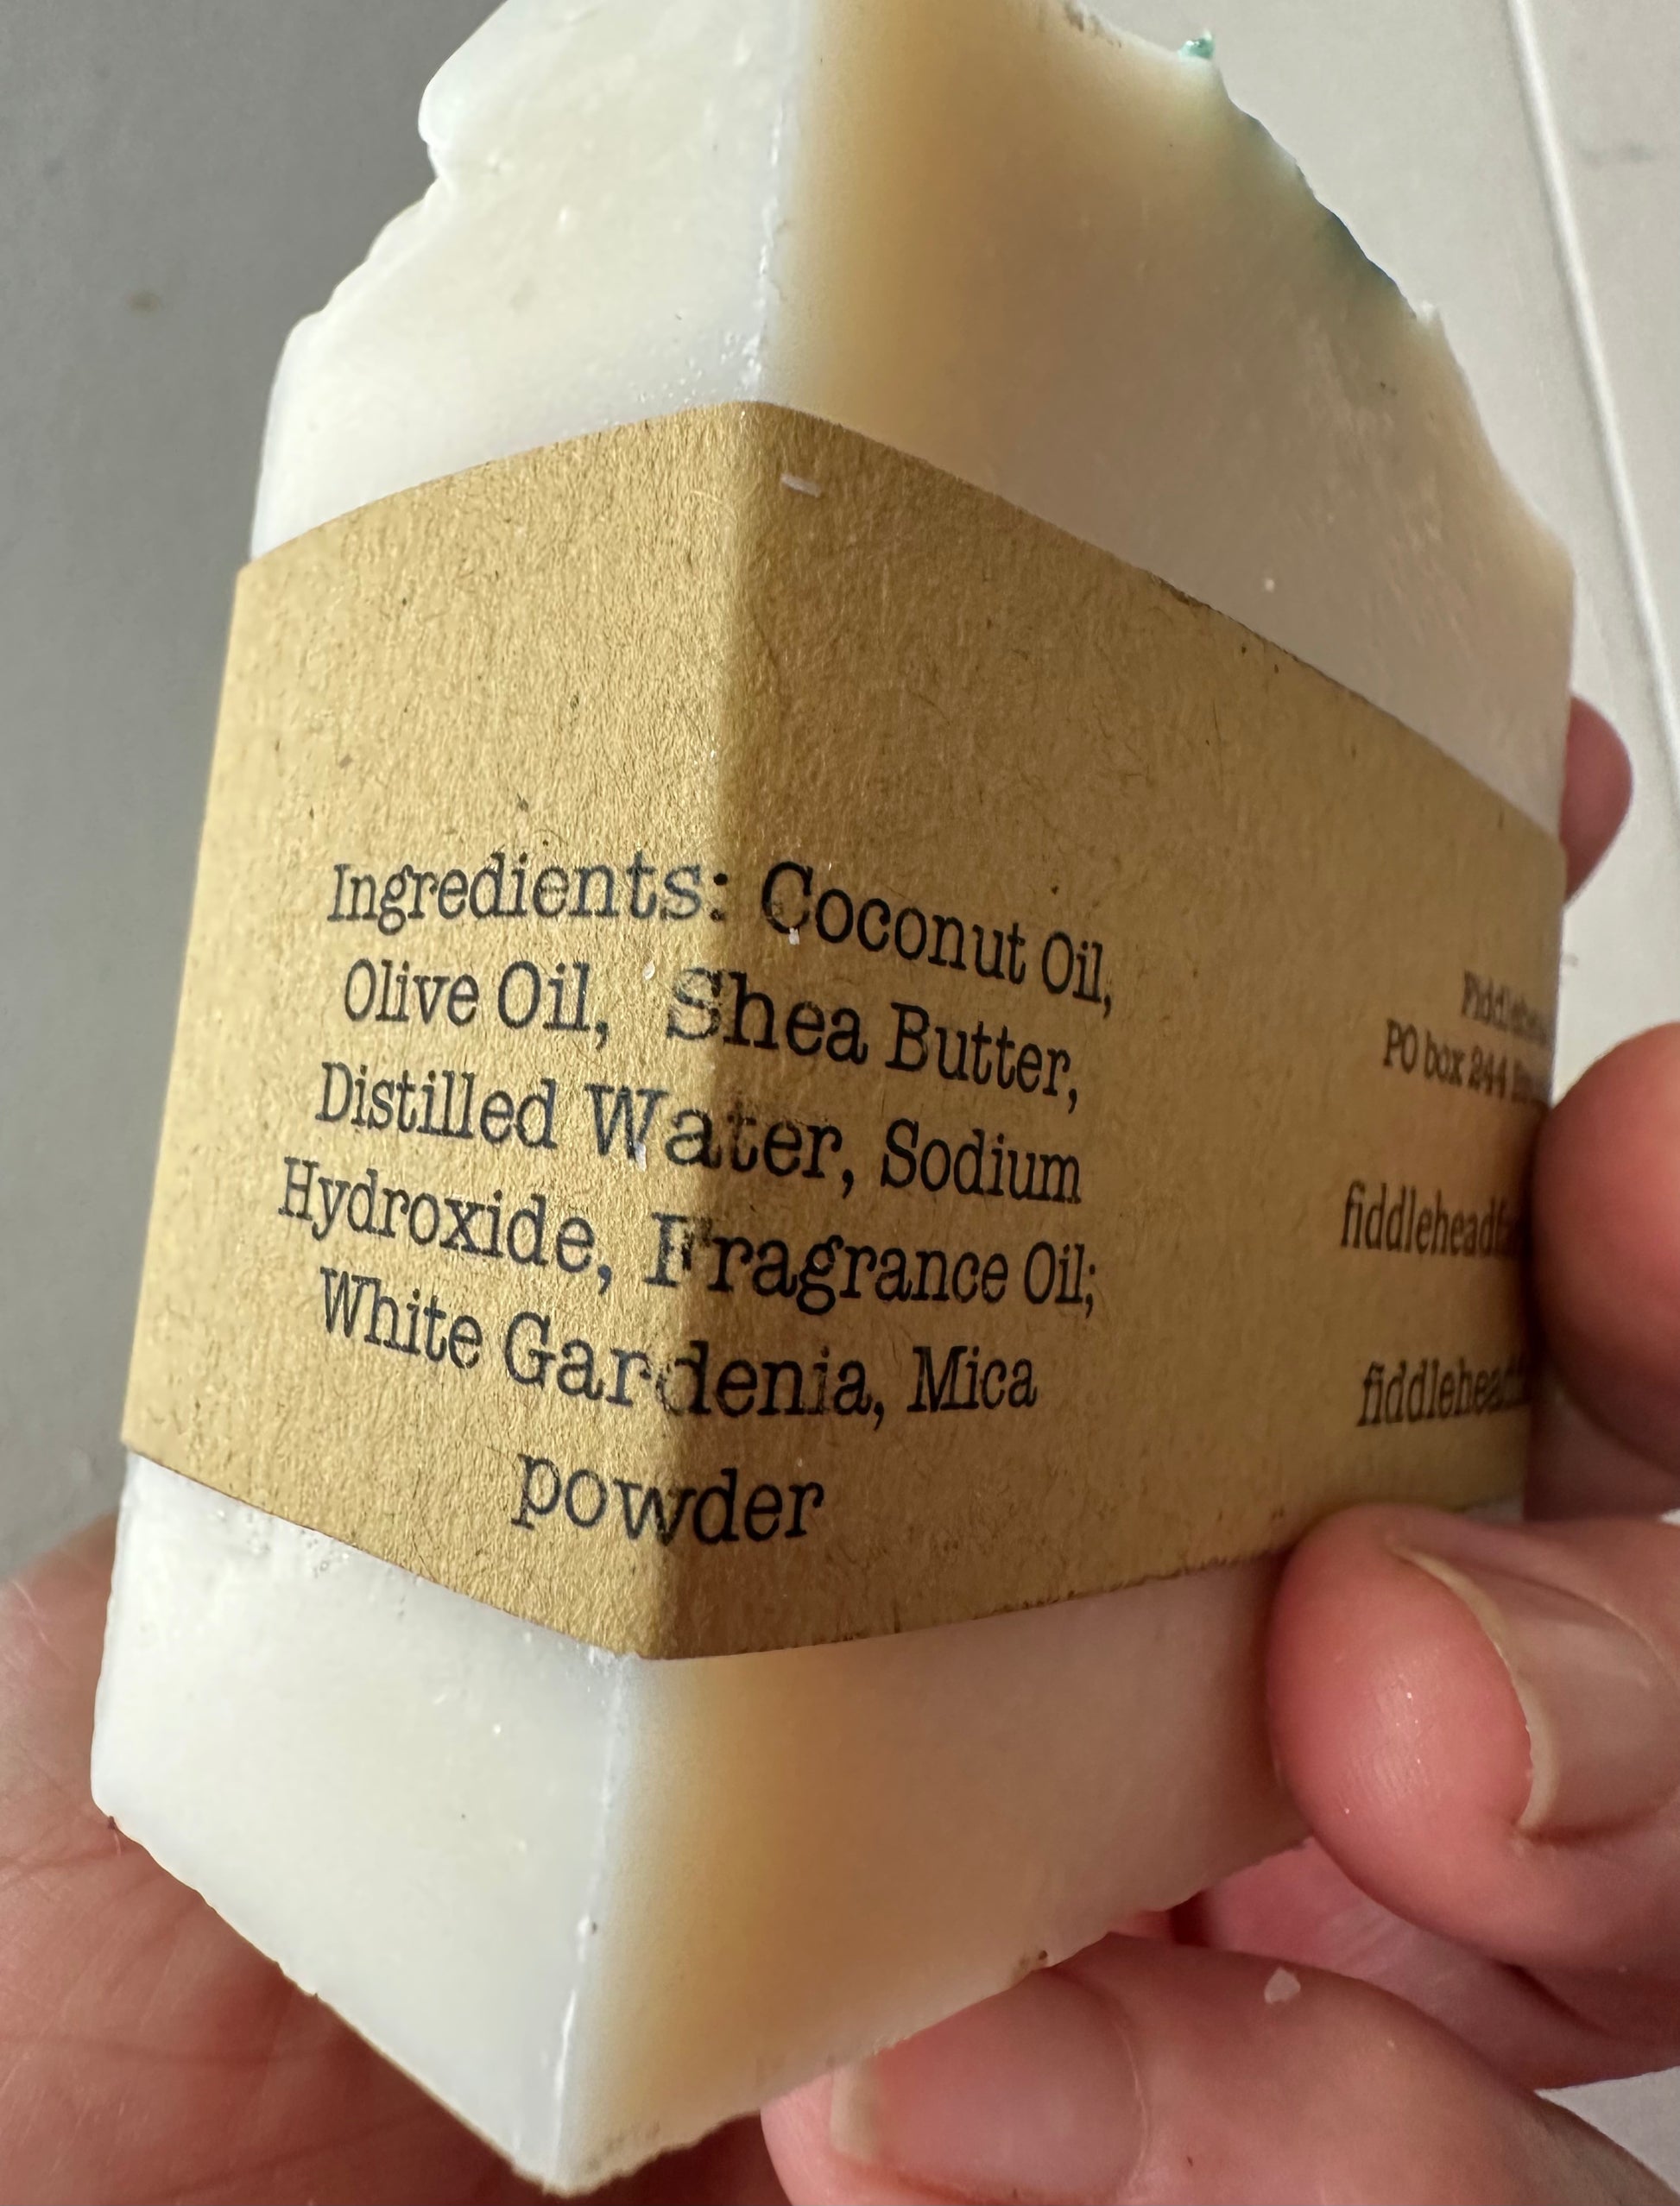 Ingredients: Coconut Oil,
Olive Oil, Shea Butter,
Distilled Water, Sodium
Hydroxide, Fragrance Oil;
White Gardenia, Mica
powder
PO box 244